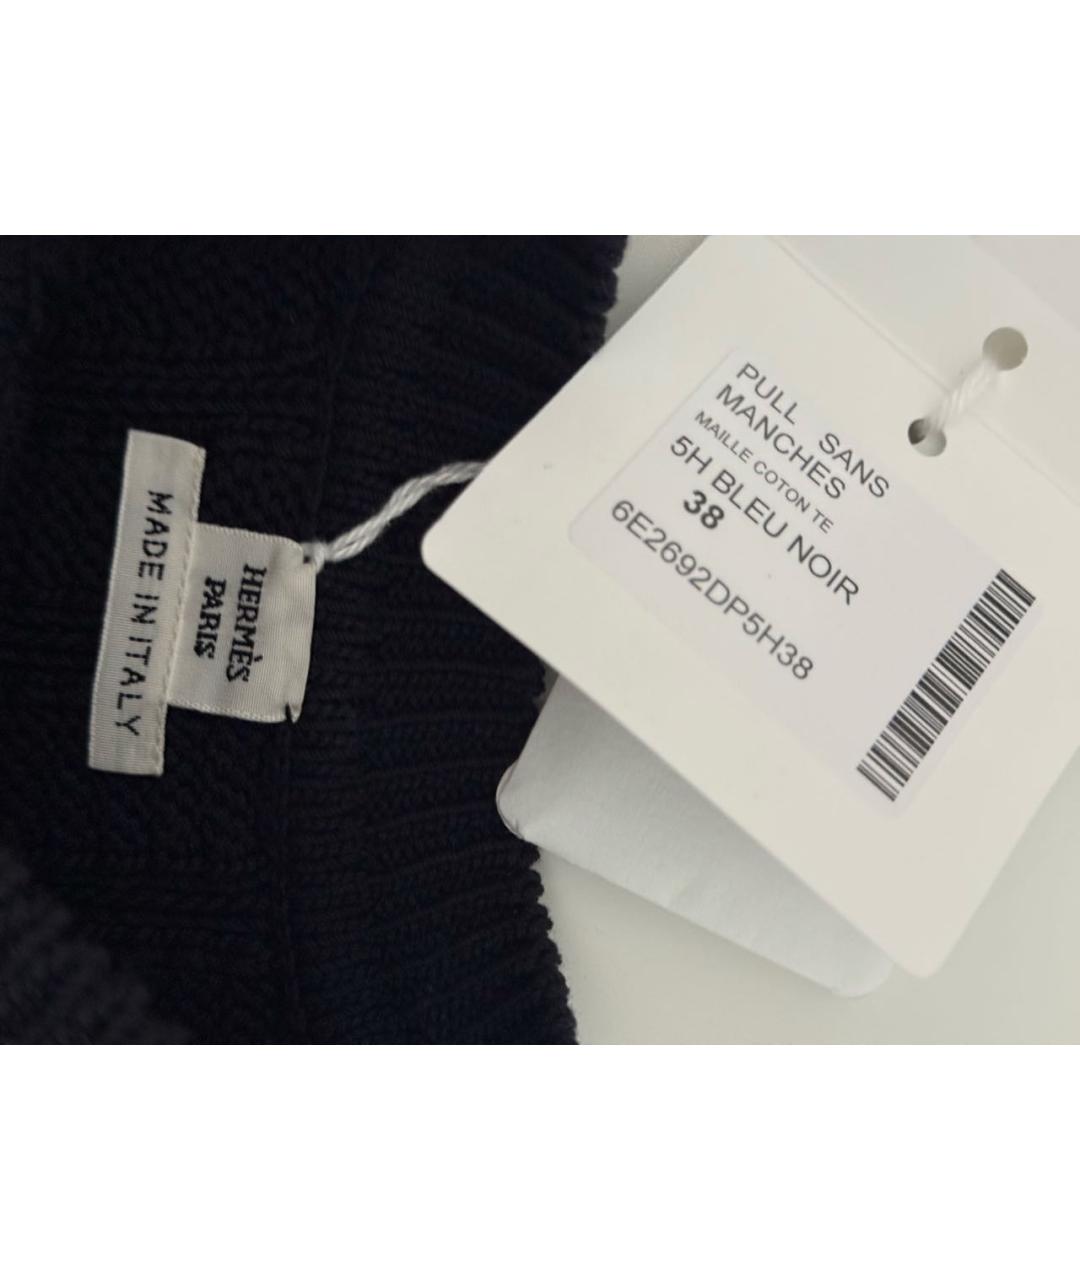 MADE IN ITALY
HERMÈS
PARIS
PULL SANS
MANCHES
MAILLE COTON TE
5H BLEU NOIR
38
6E2692DP5H38